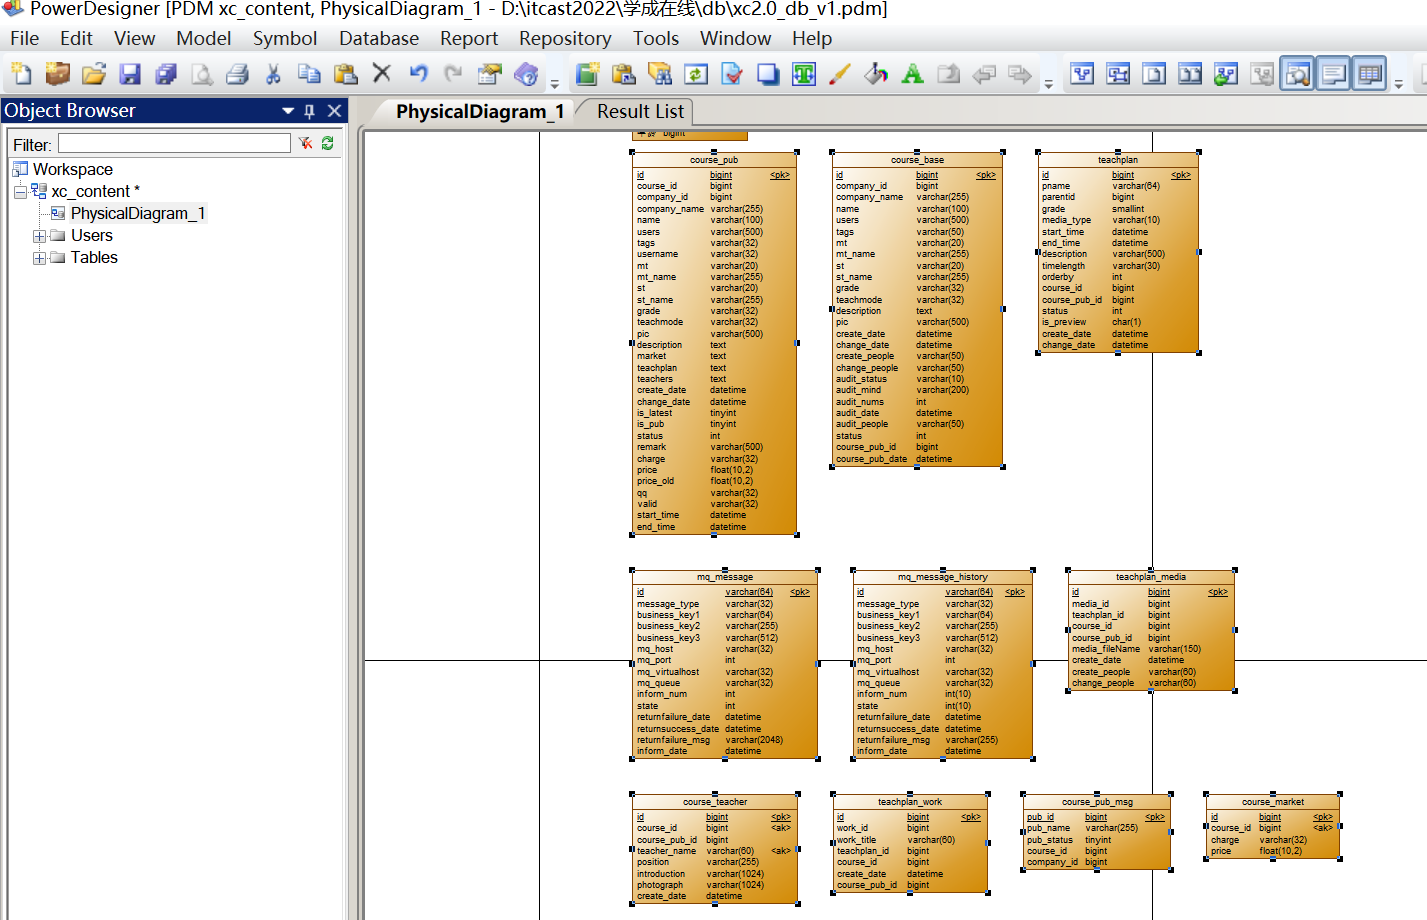 PowerDesigner [PDM xc_content, PhysicalDiagram_1 - D:\itcast2022\学成在线\db\xc2.0_db_v1.pdm]
File Edit View Model Symbol Database Report Repository Tools Window Help
Object Browser
Filter:
Workspace
xc_content *
PhysicalDiagram_1
Users
Tables
PhysicalDiagram_1 Result List
bigint
course_pub
id bigint <pk>
course_id bigint
company_id bigint
company_name varchar(255)
name varchar(100)
users varchar(500)
tags varchar(32)
username varchar(32)
mt varchar(20)
mt_name varchar(255)
st varchar(20)
st_name varchar(255)
grade varchar(32)
teachmode varchar(32)
pic varchar(500)
description text
market text
teachplan text
teachers text
create_date datetime
change_date datetime
is_latest tinyint
is_pub tinyint
status int
remark varchar(500)
charge varchar(32)
price float(10,2)
price_old float(10,2)
qq varchar(32)
valid varchar(32)
start_time datetime
end_time datetime
course_base
id bigint <pk>
company_id bigint
company_name varchar(255)
name varchar(100)
users varchar(500)
tags varchar(50)
mt varchar(20)
mt_name varchar(255)
st varchar(20)
st_name varchar(255)
grade varchar(32)
teachmode varchar(32)
description text
pic varchar(500)
create_date datetime
change_date datetime
create_people varchar(50)
change_people varchar(50)
audit_status varchar(10)
audit_mind varchar(200)
audit_nums int
audit_date datetime
audit_people varchar(50)
status int
course_pub_id bigint
course_pub_date datetime
teachplan
id bigint <pk>
pname varchar(64)
parentid bigint
grade smallint
media_type varchar(10)
start_time datetime
end_time datetime
description varchar(500)
timelength varchar(30)
orderby int
course_id bigint
course_pub_id bigint
status int
is_preview char(1)
create_date datetime
change_date datetime
mq_message
id varchar(64) <pk>
message_type varchar(32)
business_key1 varchar(64)
business_key2 varchar(255)
business_key3 varchar(512)
mq_host varchar(32)
mq_port int
mq_virtualhost varchar(32)
mq_queue varchar(32)
inform_num int
state int
returnfailure_date datetime
returnsuccess_date datetime
returnfailure_msg varchar(2048)
inform_date datetime
mq_message_history
id varchar(64) <pk>
message_type varchar(32)
business_key1 varchar(64)
business_key2 varchar(255)
business_key3 varchar(512)
mq_host varchar(32)
mq_port int
mq_virtualhost varchar(32)
mq_queue varchar(32)
inform_num int(10)
state int(10)
returnfailure_date datetime
returnsuccess_date datetime
returnfailure_msg varchar(255)
inform_date datetime
teachplan_media
id bigint <pk>
media_id bigint
teachplan_id bigint
course_id bigint
course_pub_id bigint
media_fileName varchar(150)
create_date datetime
create_people varchar(60)
change_people varchar(60)
course_teacher
id bigint <pk>
course_id bigint <ak>
course_pub_id bigint
teacher_name varchar(60) <ak>
position varchar(255)
introduction varchar(1024)
photograph varchar(1024)
create_date datetime
teachplan_work
id bigint <pk>
work_id bigint
work_title varchar(60)
teachplan_id bigint
course_id bigint
create_date datetime
course_pub_id bigint
course_pub_msg
pub_id bigint <pk>
pub_name varchar(255)
pub_status tinyint
course_id bigint
company_id bigint
course_market
id bigint <pk>
course_id bigint <ak>
charge varchar(32)
price float(10,2)